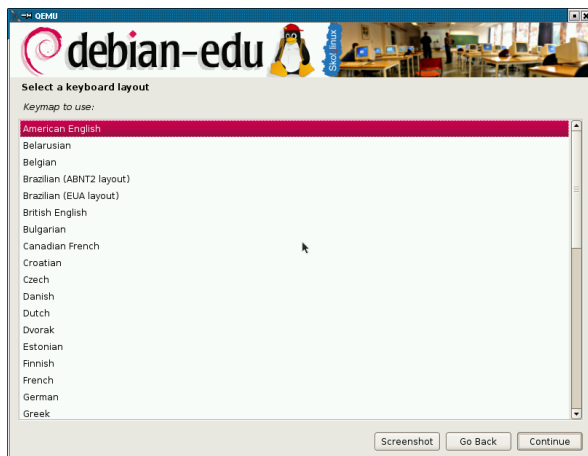 QEMU
debian-edu
Skolelinux
Select a keyboard layout
Keymap to use:
American English
Belarusian
Belgian
Brazilian (ABNT2 layout)
Brazilian (EUA layout)
British English
Bulgarian
Canadian French
Croatian
Czech
Danish
Dutch
Dvorak
Estonian
Finnish
French
German
Greek
Screenshot
Go Back
Continue